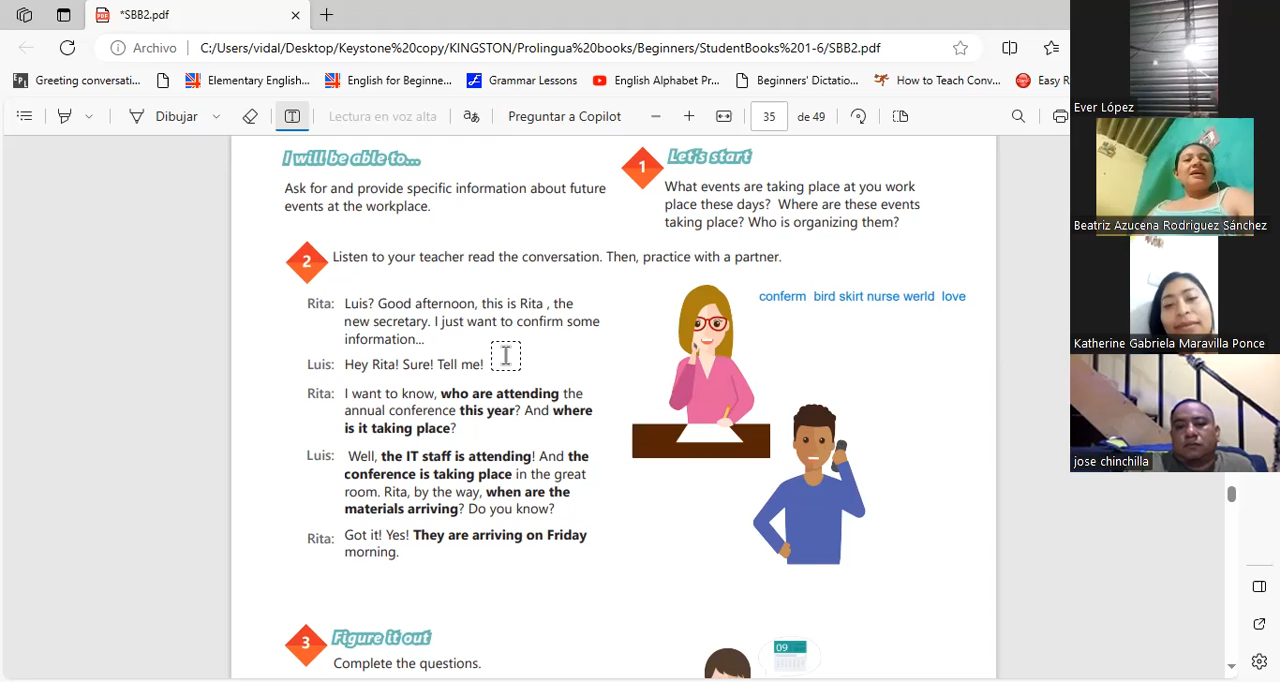 *SBB2.pdf
Archivo C:/Users/vidal/Desktop/Keystone%20copy/KINGSTON/Prolingua%20books/Beginners/StudentBooks%201-6/SBB2.pdf
Greeting conversati... Elementary English... English for Beginne... Grammar Lessons English Alphabet Pr... Beginners' Dictatio... How to Teach Conv... Easy R
Dibujar Lectura en voz alta Preguntar a Copilot 35 de 49
I will be able to...
Ask for and provide specific information about future
events at the workplace.
1 Let's start
What events are taking place at you work
place these days? Where are these events
taking place? Who is organizing them?
2 Listen to your teacher read the conversation. Then, practice with a partner.
conferm bird skirt nurse werld love
Rita: Luis? Good afternoon, this is Rita , the
new secretary. I just want to confirm some
information...
Luis: Hey Rita! Sure! Tell me!
Rita: I want to know, who are attending the
annual conference this year? And where
is it taking place?
Luis: Well, the IT staff is attending! And the
conference is taking place in the great
room. Rita, by the way, when are the
materials arriving? Do you know?
Rita: Got it! Yes! They are arriving on Friday
morning.
3 Figure it out
Complete the questions.
09
Ever López
Beatriz Azucena Rodriguez Sánchez
Katherine Gabriela Maravilla Ponce
jose chinchilla